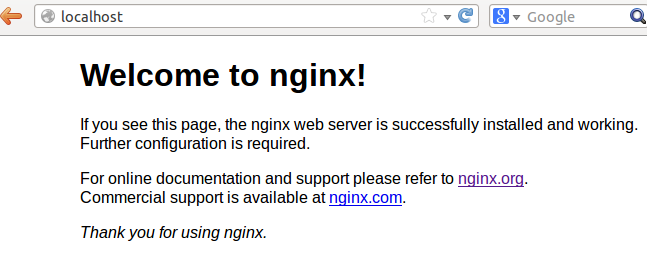 localhost
Google
Welcome to nginx!
If you see this page, the nginx web server is successfully installed and working.
Further configuration is required.
For online documentation and support please refer to nginx.org.
Commercial support is available at nginx.com.
Thank you for using nginx.